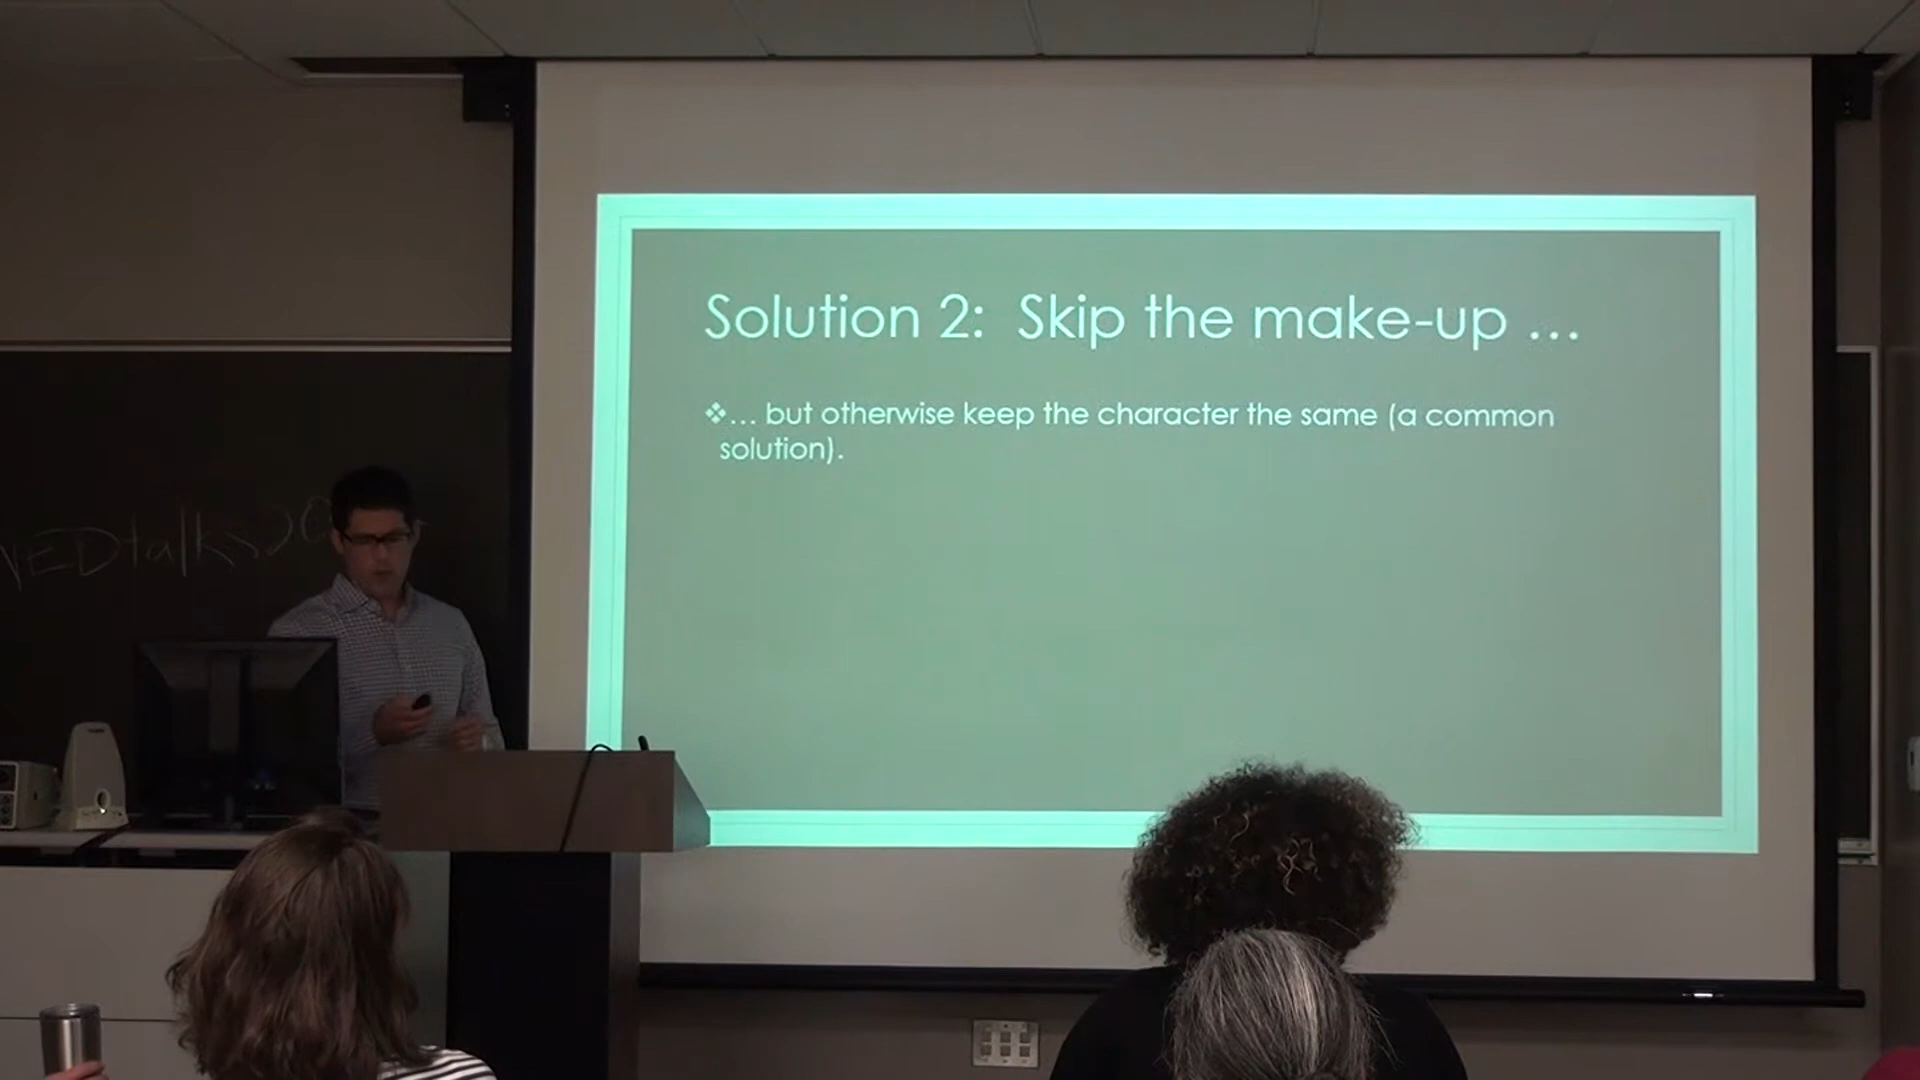 Solution 2: Skip the make-up …
❖… but otherwise keep the character the same (a common
solution).